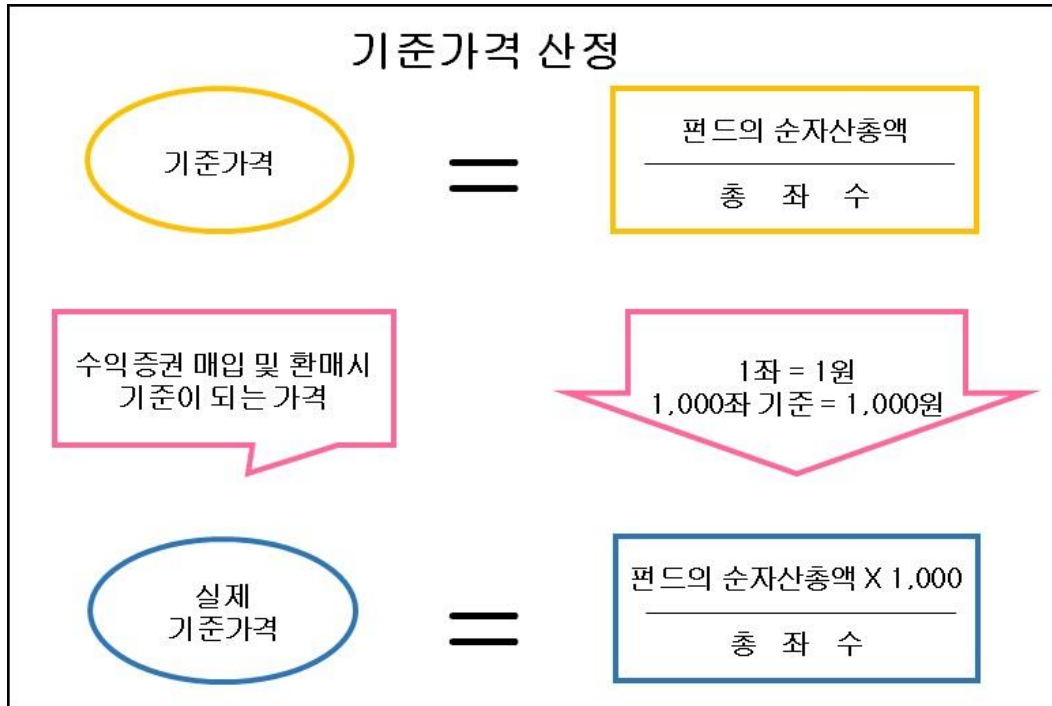 기준가격 산정
기준가격
=
펀드의 순자산총액
총 좌 수
수익증권 매입 및 환매시
기준이 되는 가격
1좌 = 1원
1,000좌 기준 = 1,000원
실제
기준가격
=
펀드의 순자산총액 X 1,000
총 좌 수